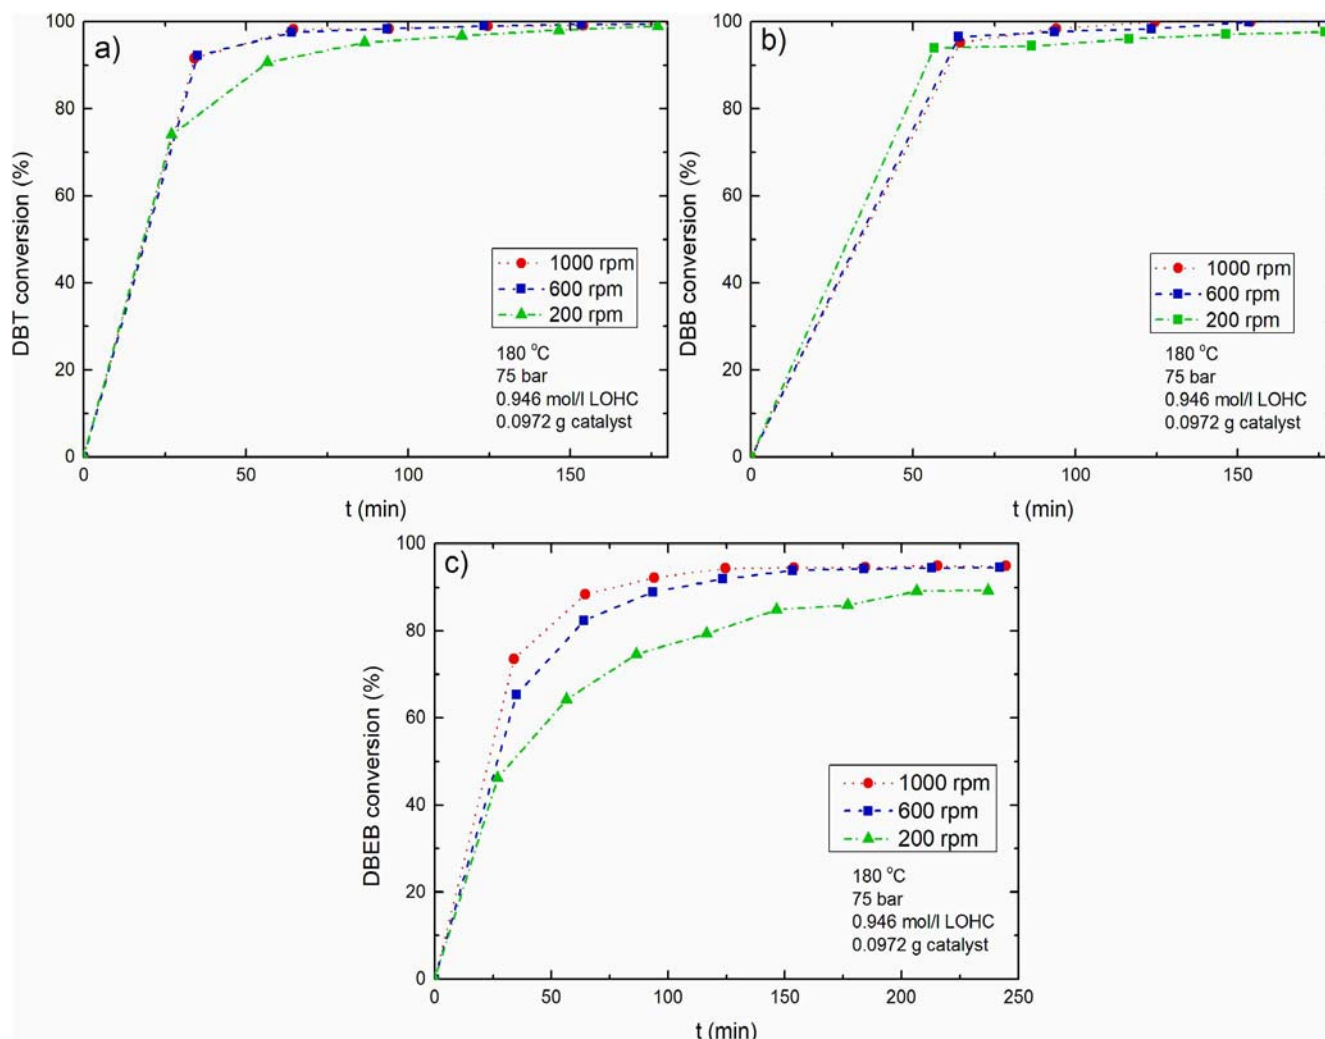 a)
DBT conversion (%)
100
80
60
40
20
0
1000 rpm
600 rpm
200 rpm
180 °C
75 bar
0.946 mol/l LOHC
0.0972 g catalyst
0 50 100 150
t (min)
b)
DBB conversion (%)
100
80
60
40
20
0
1000 rpm
600 rpm
200 rpm
180 °C
75 bar
0.946 mol/l LOHC
0.0972 g catalyst
0 50 100 150
t (min)
c)
DBEB conversion (%)
100
80
60
40
20
0
1000 rpm
600 rpm
200 rpm
180 °C
75 bar
0.946 mol/l LOHC
0.0972 g catalyst
0 50 100 150 200 250
t (min)